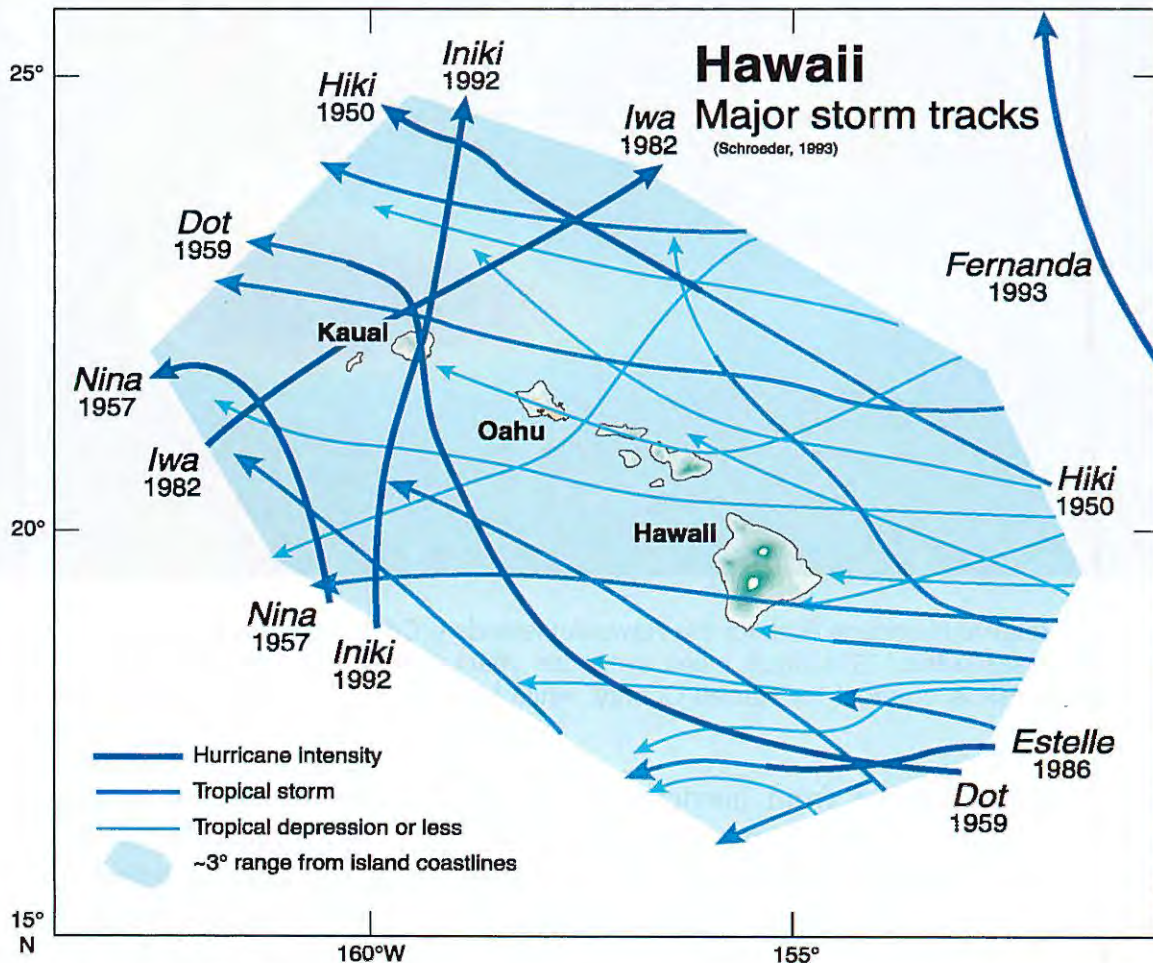 Hawaii
Major storm tracks
(Schroeder, 1993)
25°
Iniki
1992
Hiki
1950
Iwa
1982
Dot
1959
Fernanda
1993
Kauai
Nina
1957
Oahu
Iwa
1982
Hiki
1950
20°
Hawaii
Nina
1957
Iniki
1992
Estelle
1986
Dot
1959
Hurricane intensity
Tropical storm
Tropical depression or less
~3° range from island coastlines
15°
N
160°W
155°